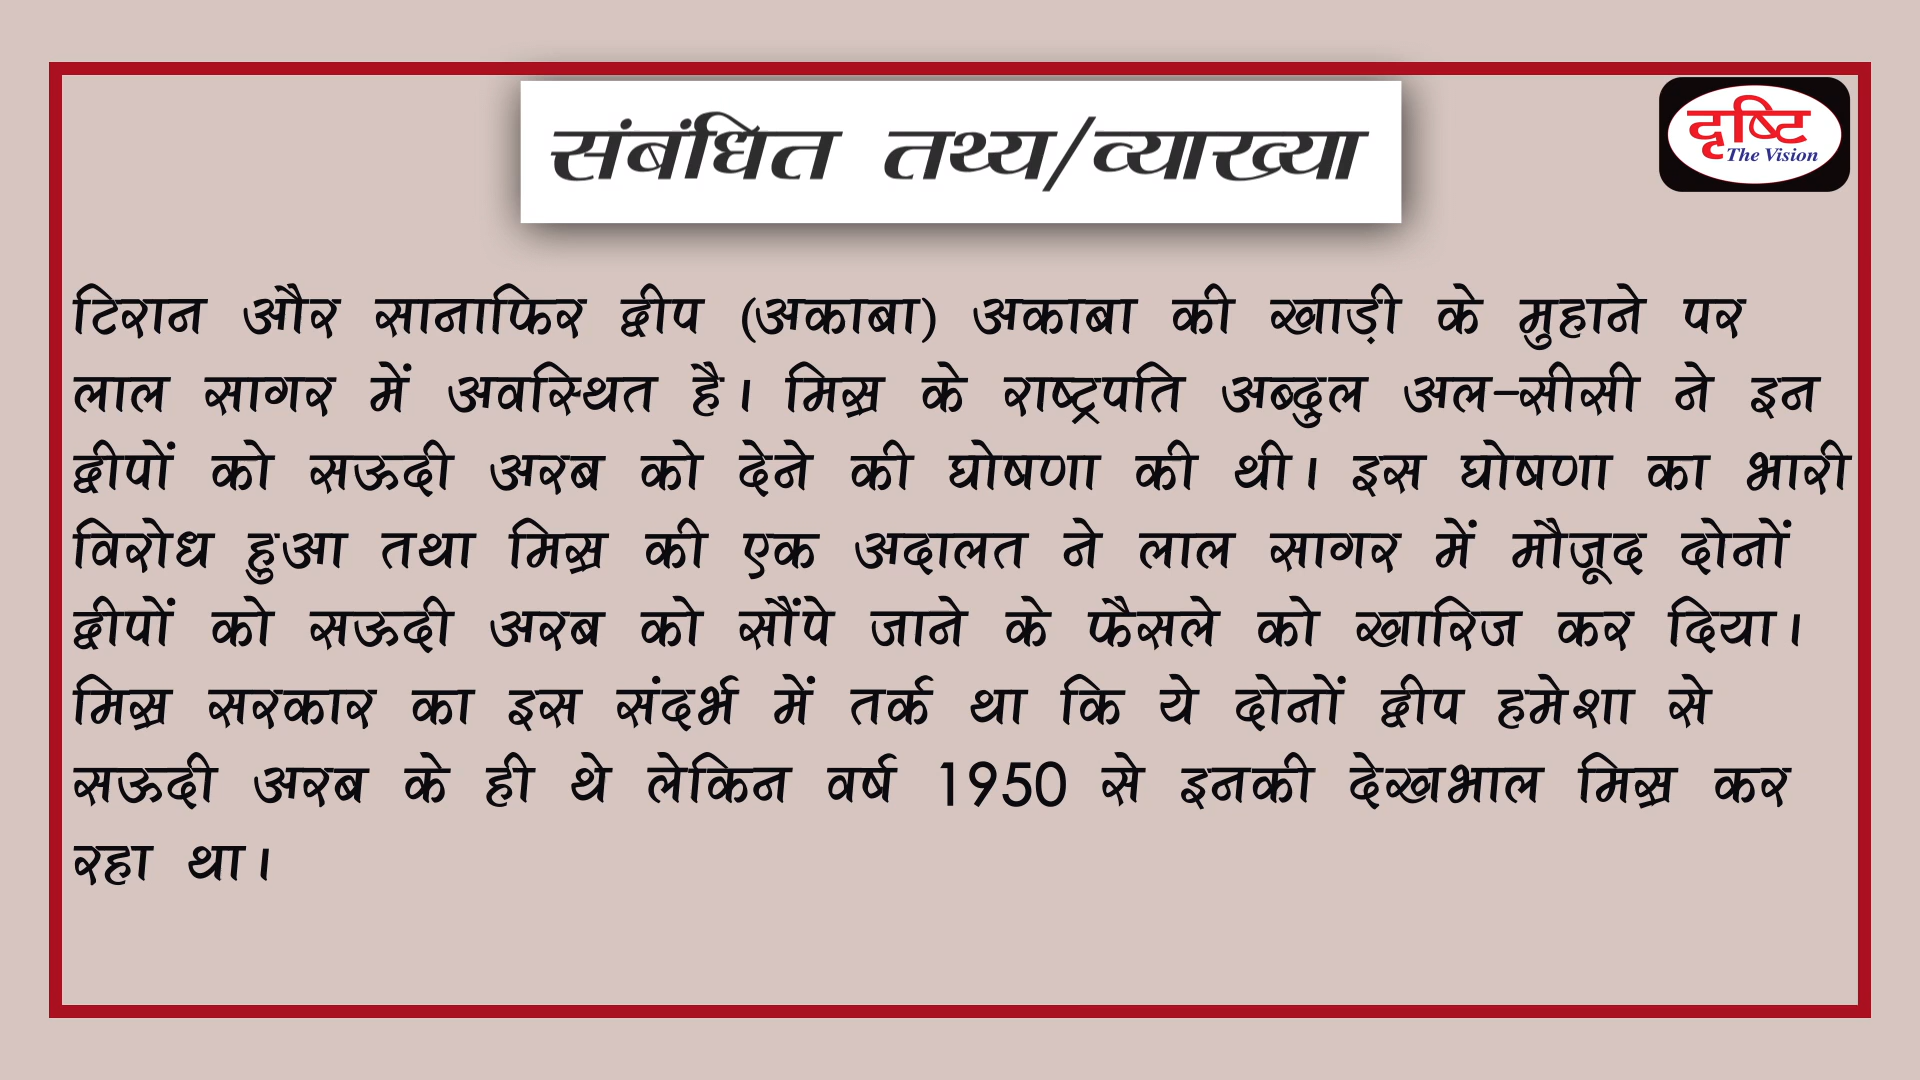 संबंधित तथ्य/व्याख्या
दृष्टि
The Vision
टिरान और सानाफिर द्वीप (अकाबा) अकाबा की खाड़ी के मुहाने पर
लाल सागर में अवस्थित है। मिस्र के राष्ट्रपति अब्दुल अल-सीसी ने इन
द्वीपों को सऊदी अरब को देने की घोषणा की थी। इस घोषणा का भारी
विरोध हुआ तथा मिस्र की एक अदालत ने लाल सागर में मौजूद दोनों
द्वीपों को सऊदी अरब को सौंपे जाने के फैसले को खारिज कर दिया।
मिस्र सरकार का इस संदर्भ में तर्क था कि ये दोनों द्वीप हमेशा से
सऊदी अरब के ही थे लेकिन वर्ष 1950 से इनकी देखभाल मिस्र कर
रहा था।